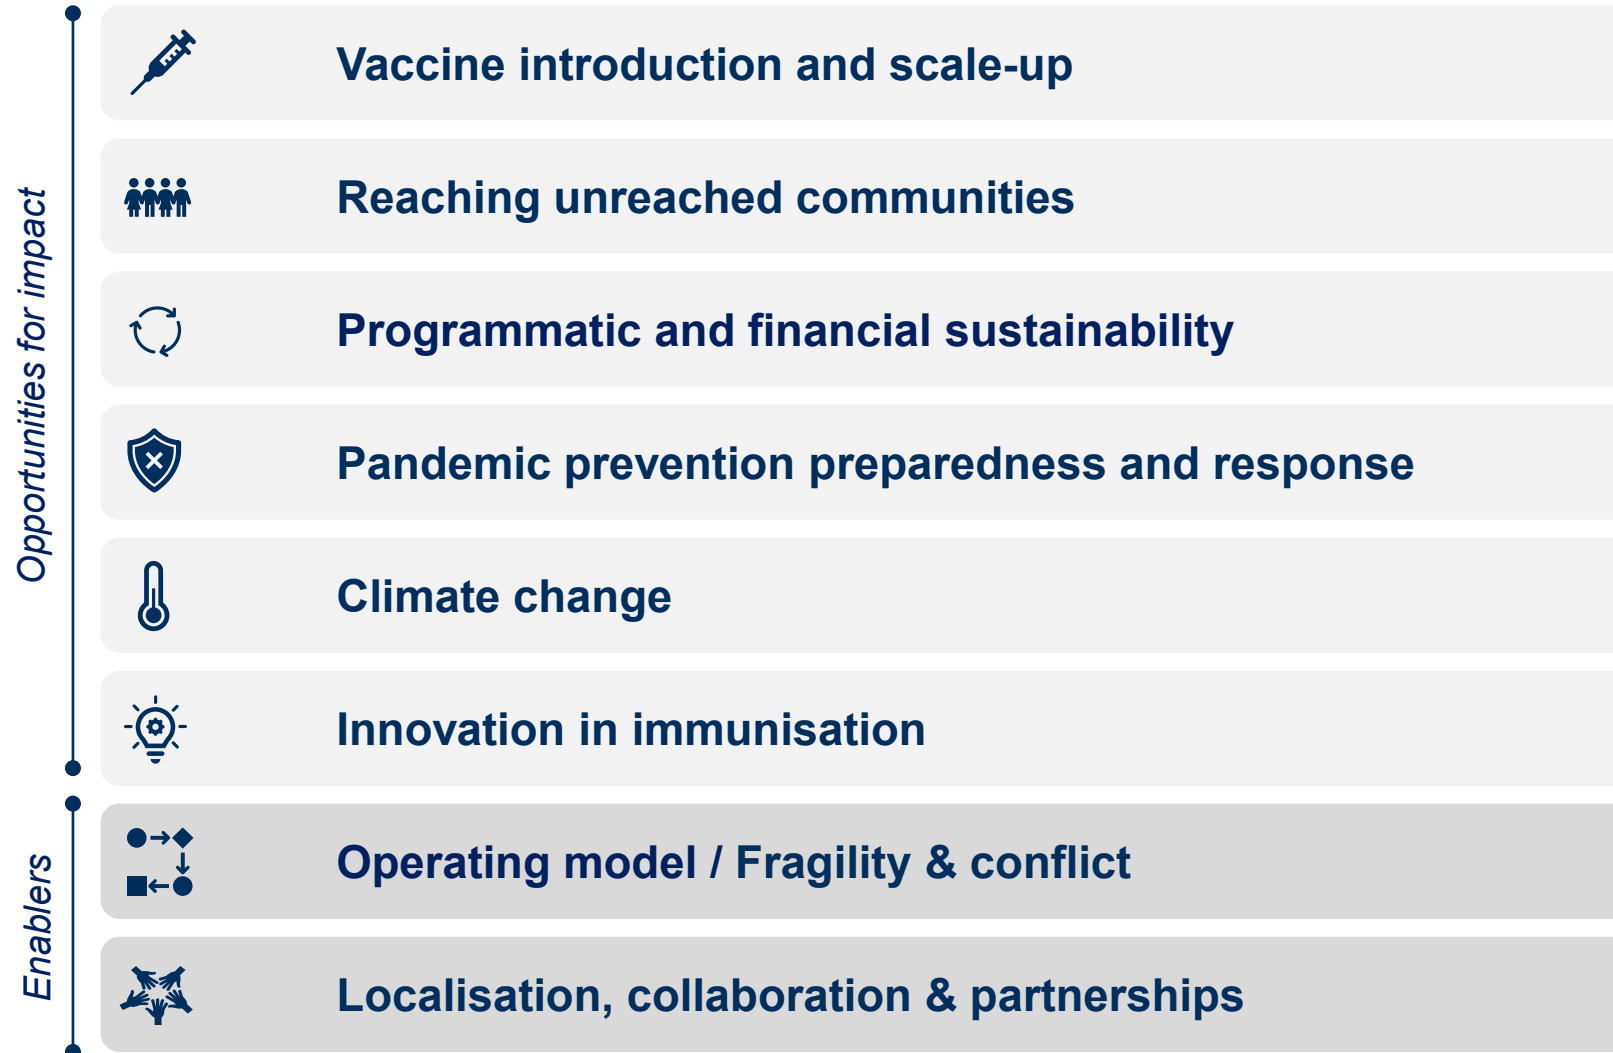 Opportunities for impact
Vaccine introduction and scale-up
Reaching unreached communities
Programmatic and financial sustainability
Pandemic prevention preparedness and response
Climate change
Innovation in immunisation
Enablers
Operating model / Fragility & conflict
Localisation, collaboration & partnerships